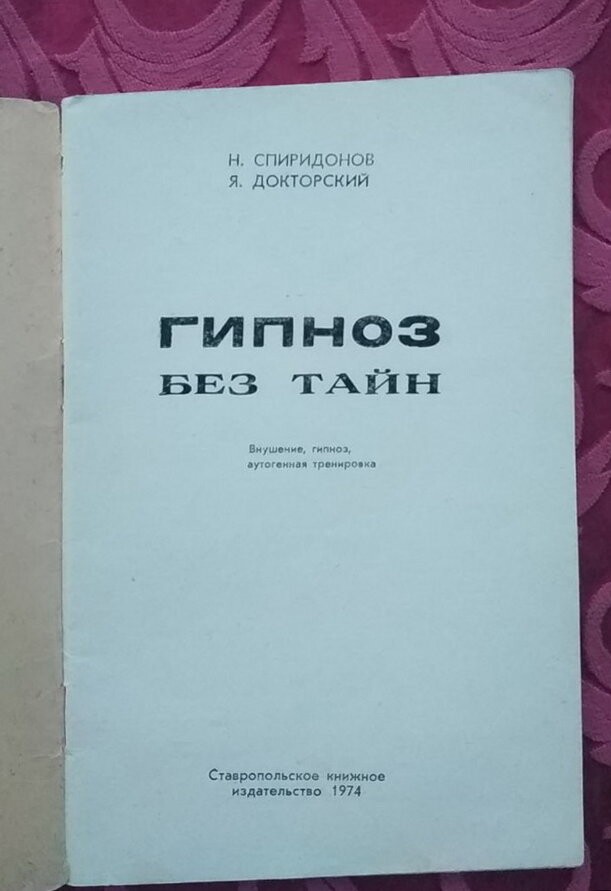 Н. СПИРИДОНОВ
Я. ДОКТОРСКИЙ
ГИПНОЗ
БЕЗ ТАЙН
Внушение, гипноз,
аутогенная тренировка
Ставропольское книжное
издательство 1974